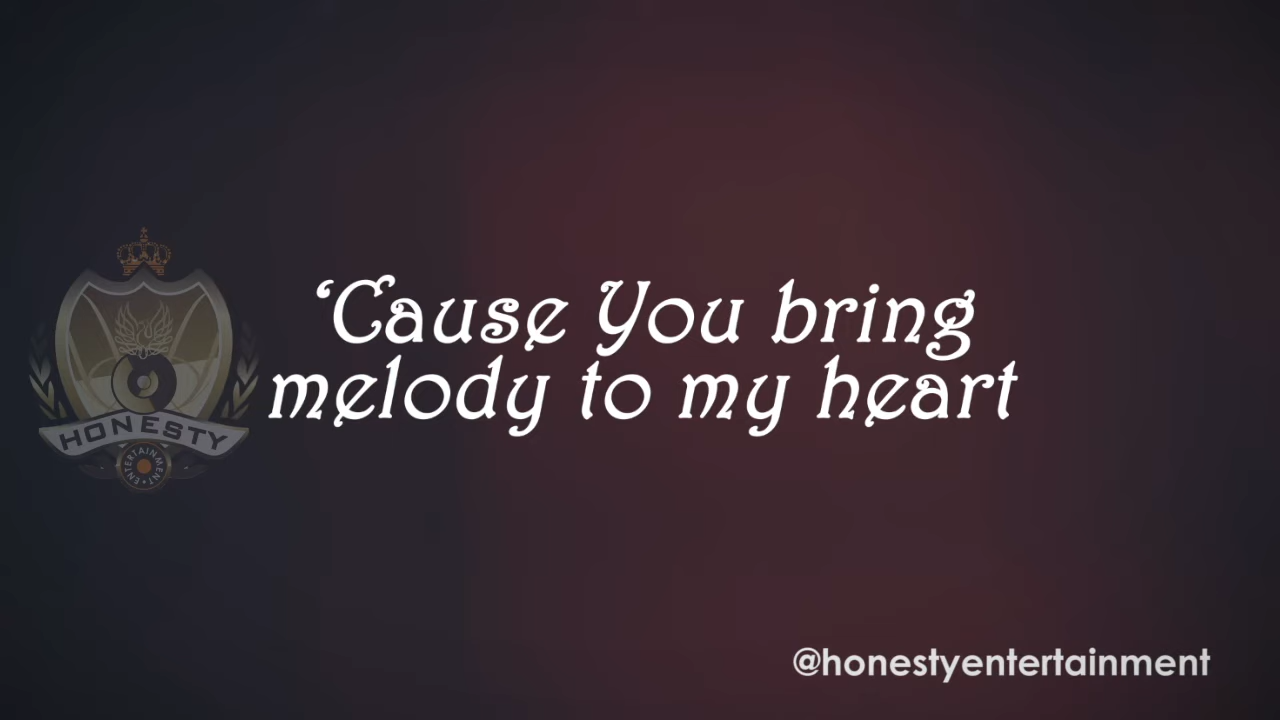 ‘Cause You bring
melody to my heart
HONESTY
ENTERTAINMENT
@honestyentertainment